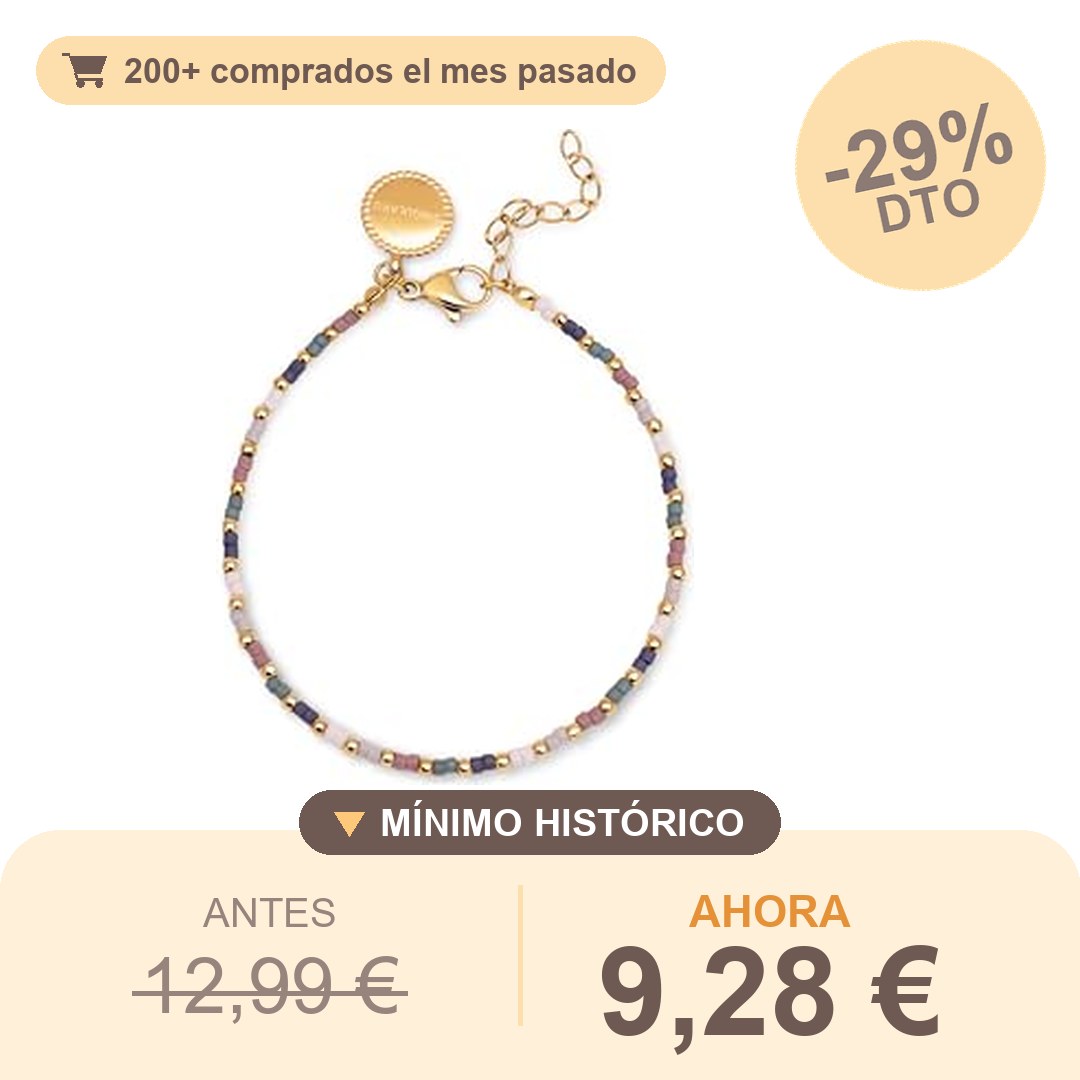 200+ comprados el mes pasado
-29%
DTO
MÍNIMO HISTÓRICO
ANTES
12,99 €
AHORA
9,28 €